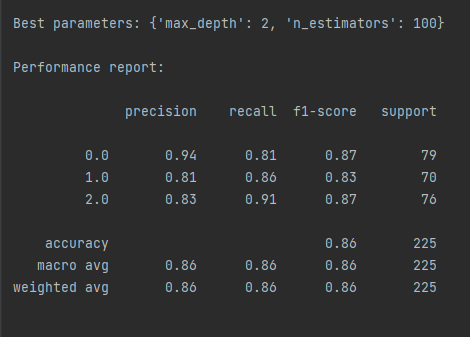 Best parameters: {'max_depth': 2, 'n_estimators': 100}
Performance report:
precision    recall  f1-score   support
0.0       0.94      0.81      0.87        79
1.0       0.81      0.86      0.83        70
2.0       0.83      0.91      0.87        76
accuracy                           0.86       225
macro avg       0.86      0.86      0.86       225
weighted avg       0.86      0.86      0.86       225